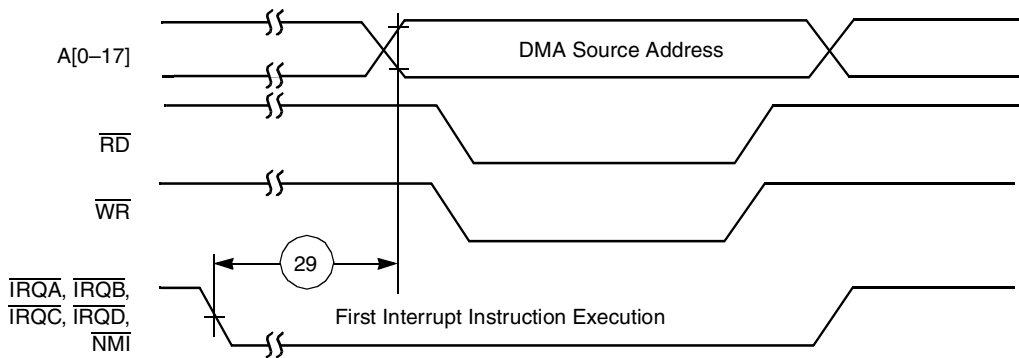 A[0–17]
DMA Source Address
RD
WR
29
IRQA, IRQB,
IRQC, IRQD,
NMI
First Interrupt Instruction Execution